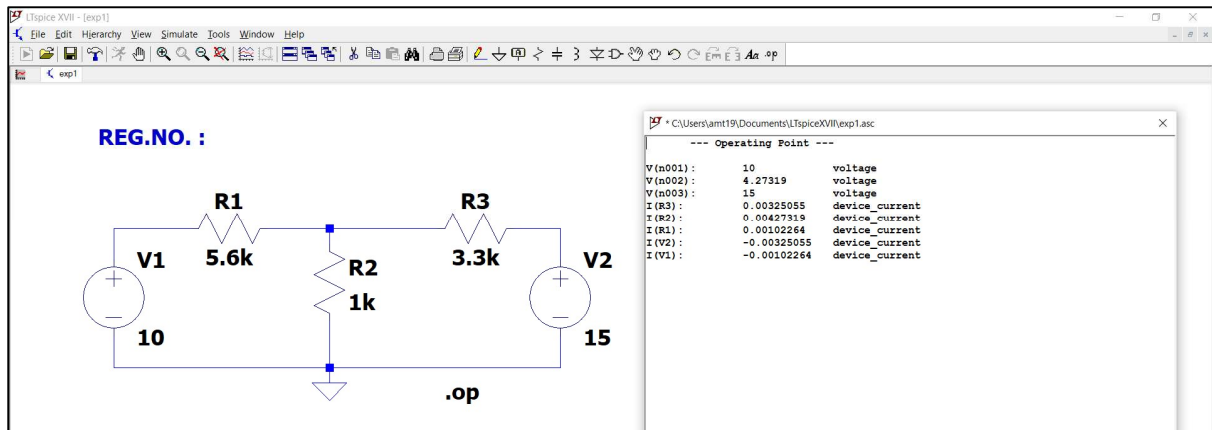 LTspice XVII - [exp1]
File Edit Hierarchy View Simulate Tools Window Help
Aa .op
exp1
REG.NO. :
R1
5.6k
R3
3.3k
V1
10
R2
1k
V2
15
.op
* C:\Users\amt19\Documents\LTspiceXVII\exp1.asc
--- Operating Point ---
V(n001): 10 voltage
V(n002): 4.27319 voltage
V(n003): 15 voltage
I(R3): 0.00325055 device_current
I(R2): 0.00427319 device_current
I(R1): 0.00102264 device_current
I(V2): -0.00325055 device_current
I(V1): -0.00102264 device_current